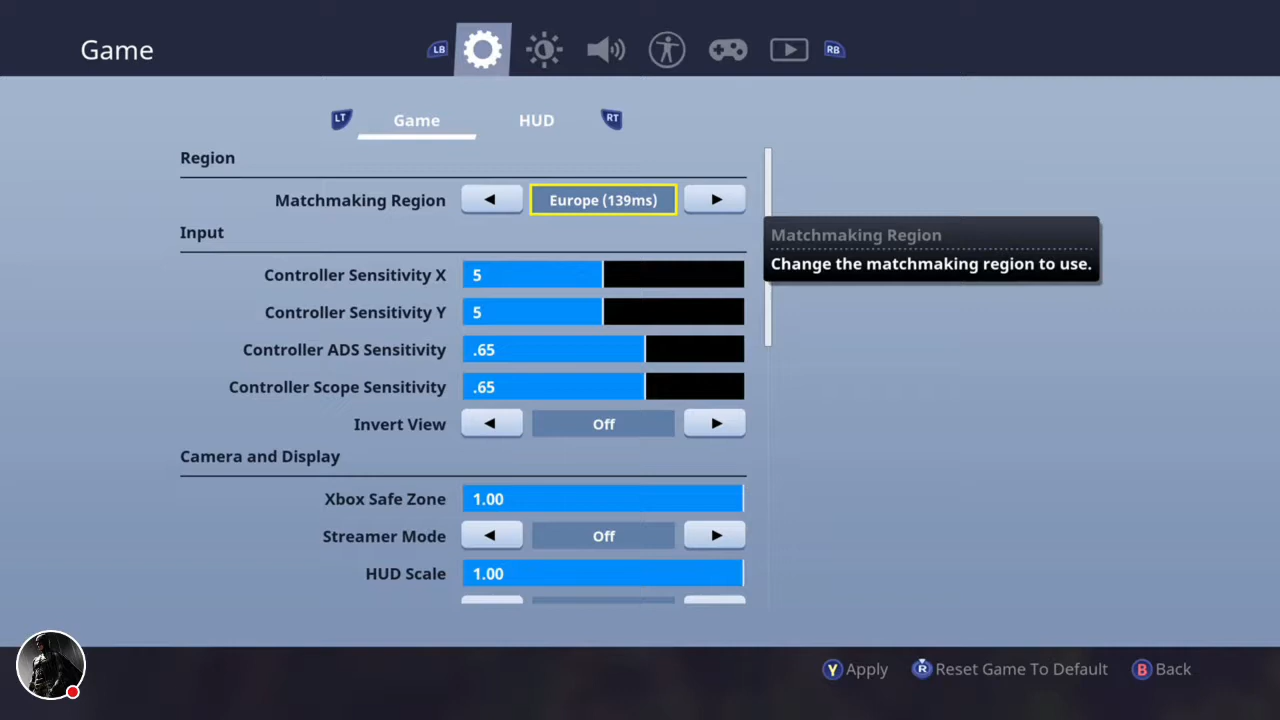 Game
LB
RB
LT
Game
HUD
RT
Region
Matchmaking Region
Europe (139ms)
Matchmaking Region
Change the matchmaking region to use.
Input
Controller Sensitivity X
5
Controller Sensitivity Y
5
Controller ADS Sensitivity
.65
Controller Scope Sensitivity
.65
Invert View
Off
Camera and Display
Xbox Safe Zone
1.00
Streamer Mode
Off
HUD Scale
1.00
Y Apply
R Reset Game To Default
B Back